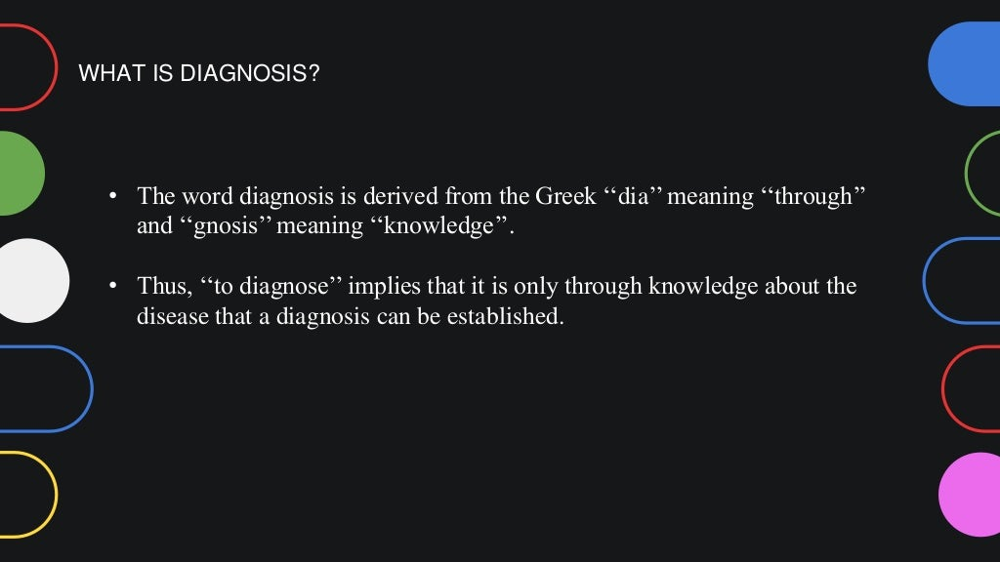 WHAT IS DIAGNOSIS?
• The word diagnosis is derived from the Greek ‘‘dia’’ meaning ‘‘through’’
and ‘‘gnosis’’ meaning ‘‘knowledge’’.
• Thus, ‘‘to diagnose’’ implies that it is only through knowledge about the
disease that a diagnosis can be established.